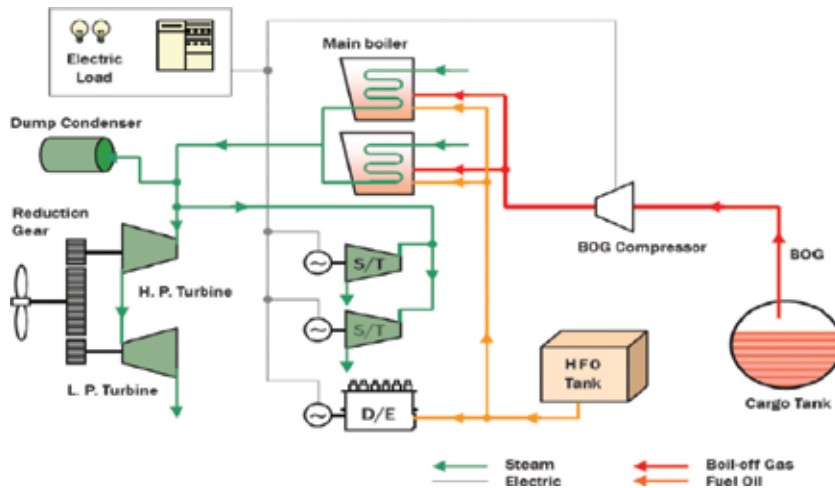 Electric
Load
Main boiler
Dump Condenser
Reduction
Gear
BOG Compressor
BOG
S/T
H. P. Turbine
S/T
HFO
Tank
L. P. Turbine
D/E
Cargo Tank
Steam
Boil-off Gas
Electric
Fuel Oil